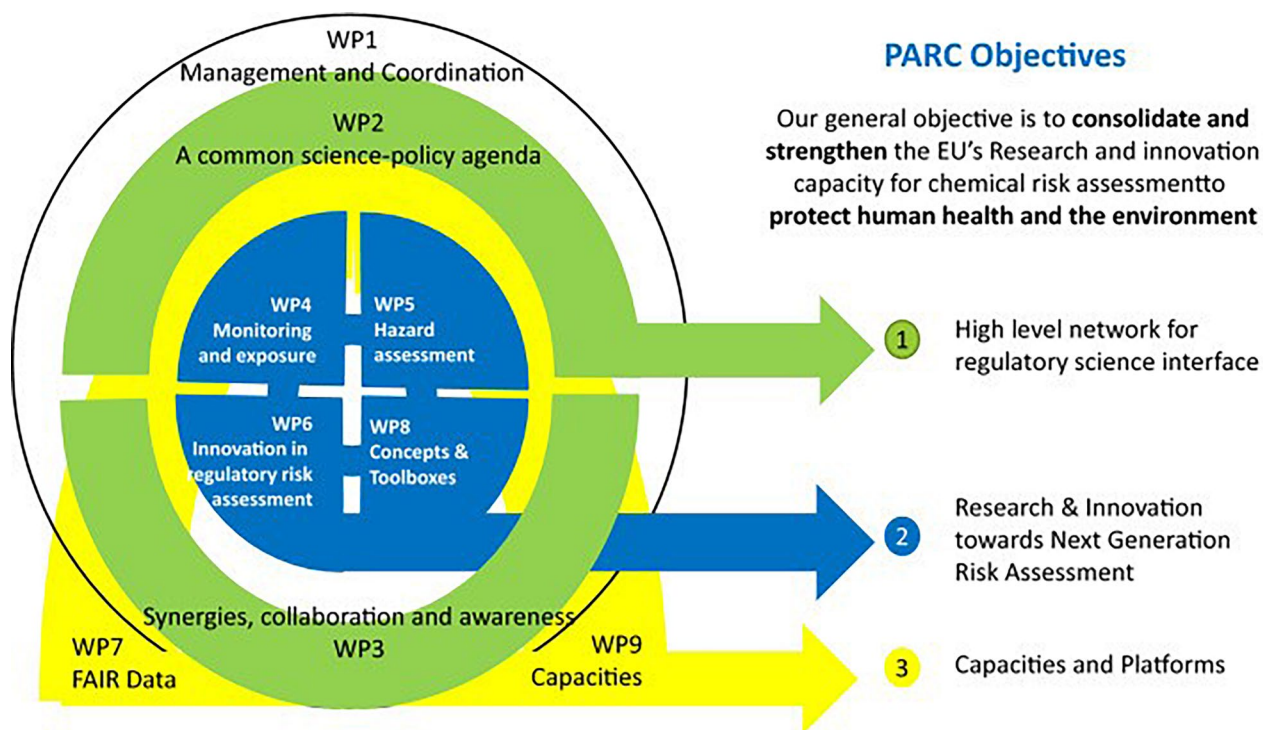 WP1
Management and Coordination
WP2
A common science-policy agenda
WP4
Monitoring
and exposure
WP5
Hazard
assessment
WP6
Innovation in
regulatory risk
assessment
WP8
Concepts &
Toolboxes
Synergies, collaboration and awareness
WP3
WP7
FAIR Data
WP9
Capacities
PARC Objectives
Our general objective is to consolidate and
strengthen the EU's Research and innovation
capacity for chemical risk assessmentto
protect human health and the environment
1
High level network for
regulatory science interface
2
Research & Innovation
towards Next Generation
Risk Assessment
3
Capacities and Platforms